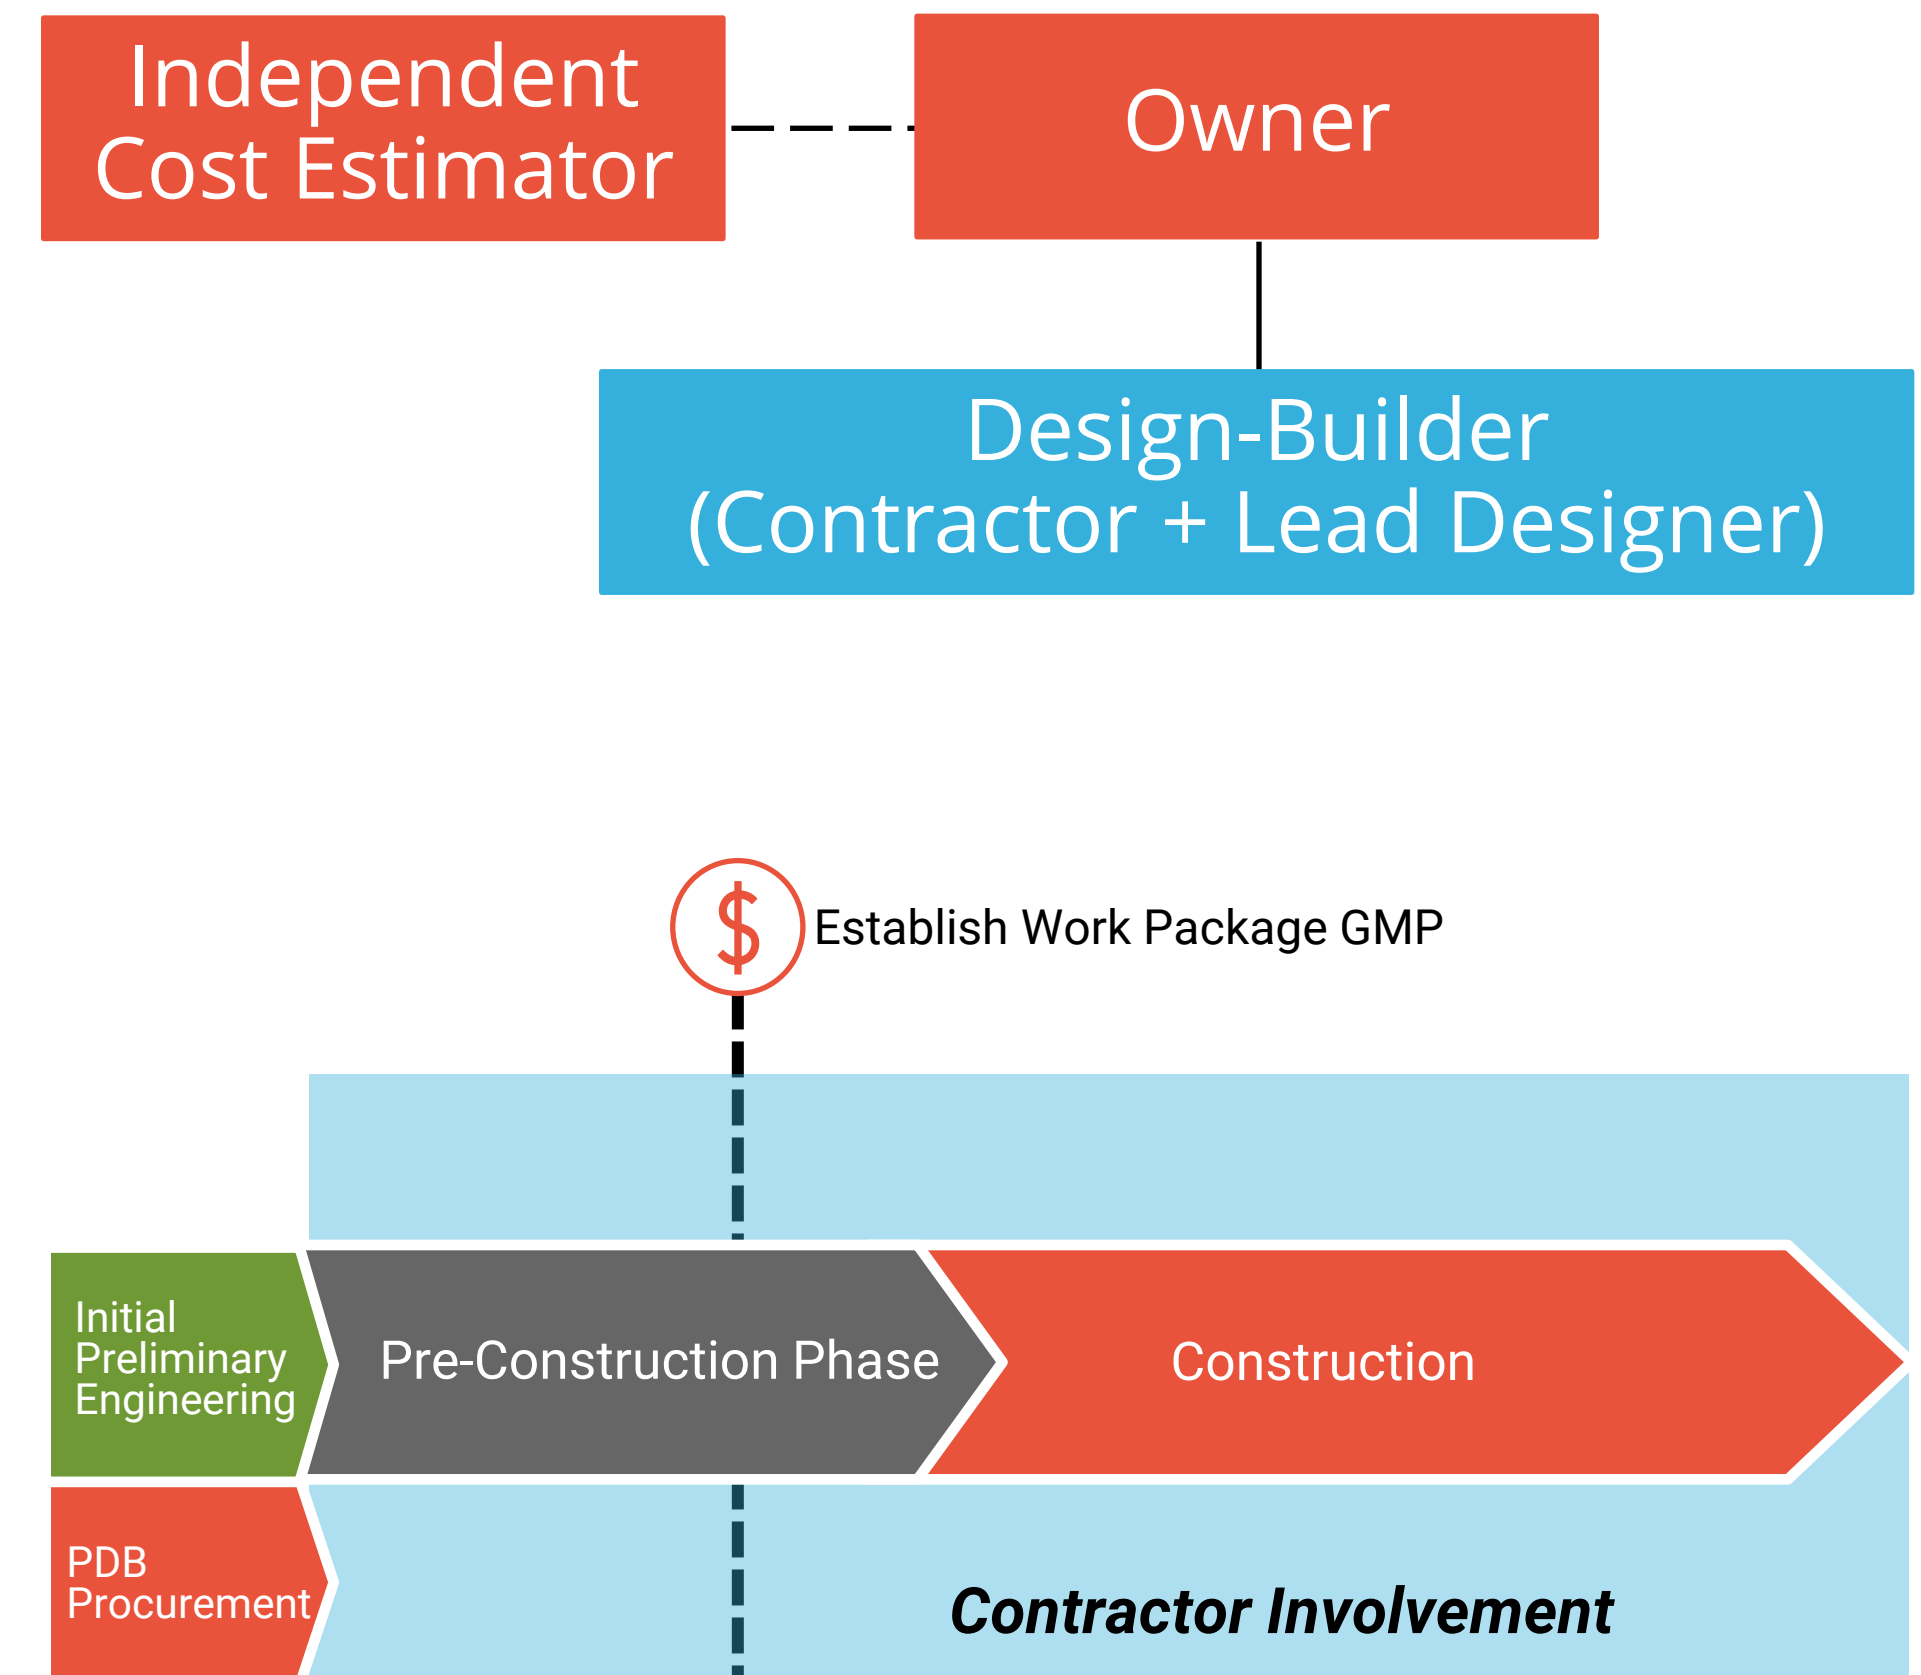 Independent
Cost Estimator
Owner
Design-Builder
(Contractor + Lead Designer)
$
Establish Work Package GMP
Initial
Preliminary
Engineering
Pre-Construction Phase
Construction
PDB
Procurement
Contractor Involvement